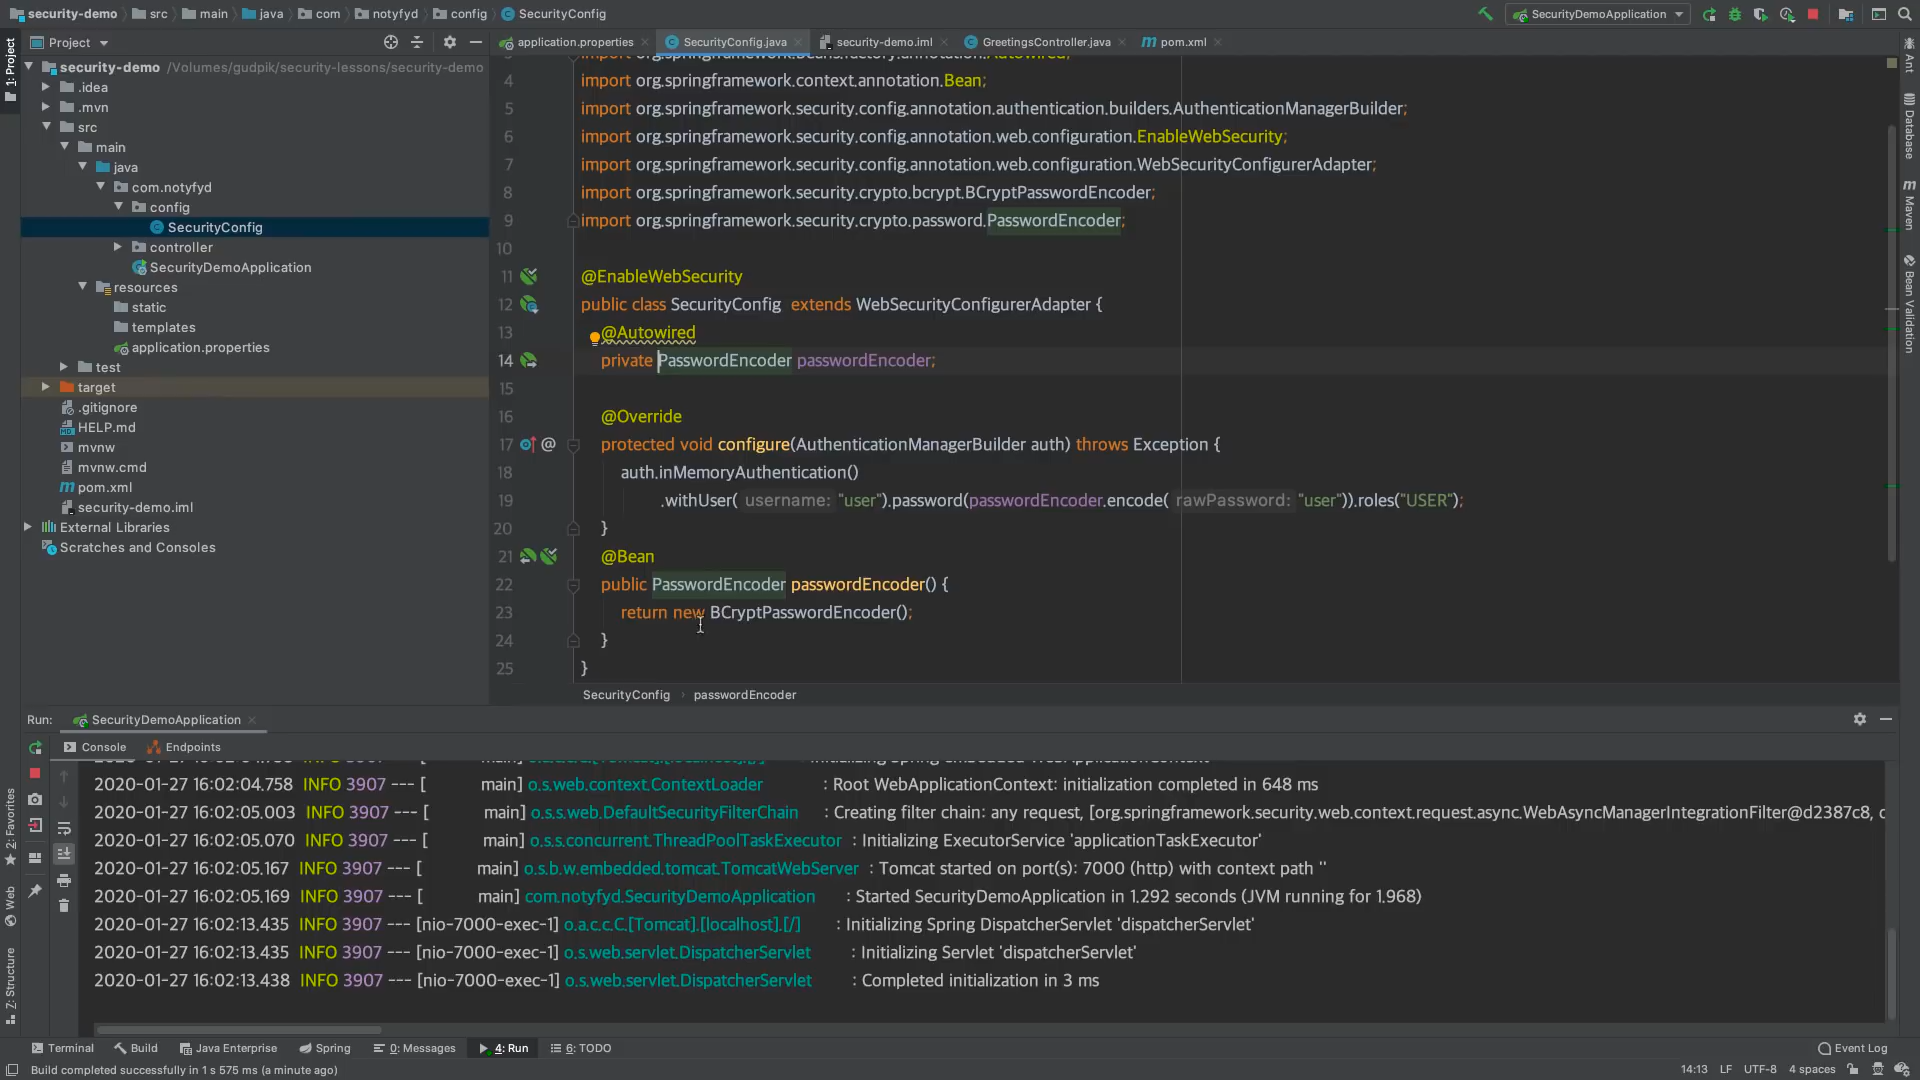 security-demo › src › main › java › com › notyfyd › config › SecurityConfig
SecurityDemoApplication
Project
application.properties
SecurityConfig.java
security-demo.iml
GreetingsController.java
pom.xml
1: Project
security-demo /Volumes/gudpik/security-lessons/security-demo
.idea
.mvn
src
main
java
com.notyfyd
config
SecurityConfig
controller
SecurityDemoApplication
resources
static
templates
application.properties
test
target
.gitignore
HELP.md
mvnw
mvnw.cmd
pom.xml
security-demo.iml
External Libraries
Scratches and Consoles
4 import org.springframework.context.annotation.Bean;
5 import org.springframework.security.config.annotation.authentication.builders.AuthenticationManagerBuilder;
6 import org.springframework.security.config.annotation.web.configuration.EnableWebSecurity;
7 import org.springframework.security.config.annotation.web.configuration.WebSecurityConfigurerAdapter;
8 import org.springframework.security.crypto.bcrypt.BCryptPasswordEncoder;
9 import org.springframework.security.crypto.password.PasswordEncoder;
10
11 @EnableWebSecurity
12 public class SecurityConfig extends WebSecurityConfigurerAdapter {
13 @Autowired
14 private PasswordEncoder passwordEncoder;
15
16 @Override
17 @ protected void configure(AuthenticationManagerBuilder auth) throws Exception {
18 auth.inMemoryAuthentication()
19 .withUser( username: "user").password(passwordEncoder.encode( rawPassword: "user")).roles("USER");
20 }
21 @Bean
22 public PasswordEncoder passwordEncoder() {
23 return new BCryptPasswordEncoder();
24 }
25 }
SecurityConfig › passwordEncoder
Ant
Database
Maven
Bean Validation
Run: SecurityDemoApplication
Console Endpoints
2020-01-27 16:02:04.758 INFO 3907 --- [ main] o.s.web.context.ContextLoader : Root WebApplicationContext: initialization completed in 648 ms
2020-01-27 16:02:05.003 INFO 3907 --- [ main] o.s.s.web.DefaultSecurityFilterChain : Creating filter chain: any request, [org.springframework.security.web.context.request.async.WebAsyncManagerIntegrationFilter@d2387c8,
2020-01-27 16:02:05.070 INFO 3907 --- [ main] o.s.s.concurrent.ThreadPoolTaskExecutor : Initializing ExecutorService 'applicationTaskExecutor'
2020-01-27 16:02:05.167 INFO 3907 --- [ main] o.s.b.w.embedded.tomcat.TomcatWebServer : Tomcat started on port(s): 7000 (http) with context path ''
2020-01-27 16:02:05.169 INFO 3907 --- [ main] com.notyfyd.SecurityDemoApplication : Started SecurityDemoApplication in 1.292 seconds (JVM running for 1.968)
2020-01-27 16:02:13.435 INFO 3907 --- [nio-7000-exec-1] o.a.c.c.C.[Tomcat].[localhost].[/] : Initializing Spring DispatcherServlet 'dispatcherServlet'
2020-01-27 16:02:13.435 INFO 3907 --- [nio-7000-exec-1] o.s.web.servlet.DispatcherServlet : Initializing Servlet 'dispatcherServlet'
2020-01-27 16:02:13.438 INFO 3907 --- [nio-7000-exec-1] o.s.web.servlet.DispatcherServlet : Completed initialization in 3 ms
2: Favorites
Web
7: Structure
Terminal Build Java Enterprise Spring 0: Messages 4: Run 6: TODO Event Log
Build completed successfully in 1 s 575 ms (a minute ago) 14:13 LF UTF-8 4 spaces